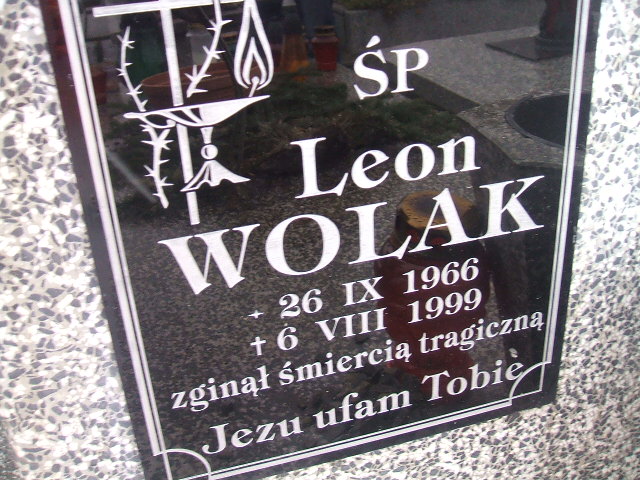 ŚP
Leon
WOLAK
⋆ 26 IX 1966
† 6 VIII 1999
zginął śmiercią tragiczną
Jezu ufam Tobie